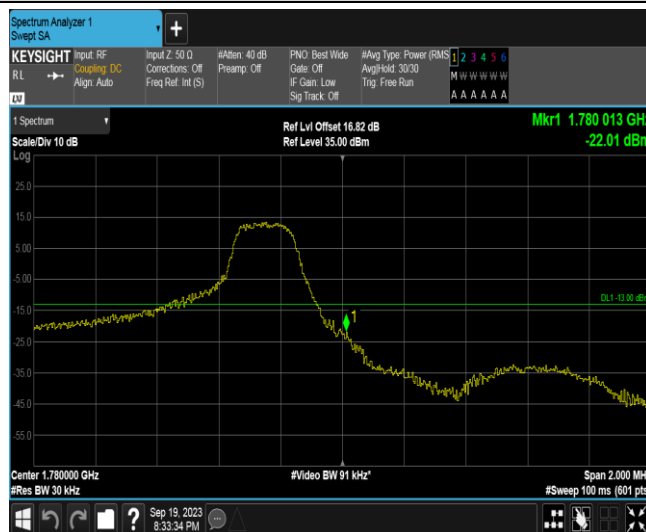 Spectrum Analyzer 1
Swept SA
+
KEYSIGHT
RL
LXI
Input: RF
Coupling: DC
Align: Auto
Input Z: 50 Ω
Corrections: Off
Freq Ref: Int (S)
#Atten: 40 dB
Preamp: Off
PNO: Best Wide
Gate: Off
IF Gain: Low
Sig Track: Off
#Avg Type: Power (RMS
Avg|Hold: 30/30
Trig: Free Run
1 2 3 4 5 6
M W W W W W
A A A A A A
1 Spectrum
Scale/Div 10 dB
Log
Ref Lvl Offset 16.82 dB
Ref Level 35.00 dBm
Mkr1 1.780 013 GHz
-22.01 dBm
25.0
15.0
5.00
-5.00
-15.0
-25.0
-35.0
-45.0
-55.0
DL1 -13.00 dBm
1
Center 1.780000 GHz
#Res BW 30 kHz
#Video BW 91 kHz*
Span 2.000 MH
#Sweep 100 ms (601 pts
?
Sep 19, 2023
8:33:34 PM